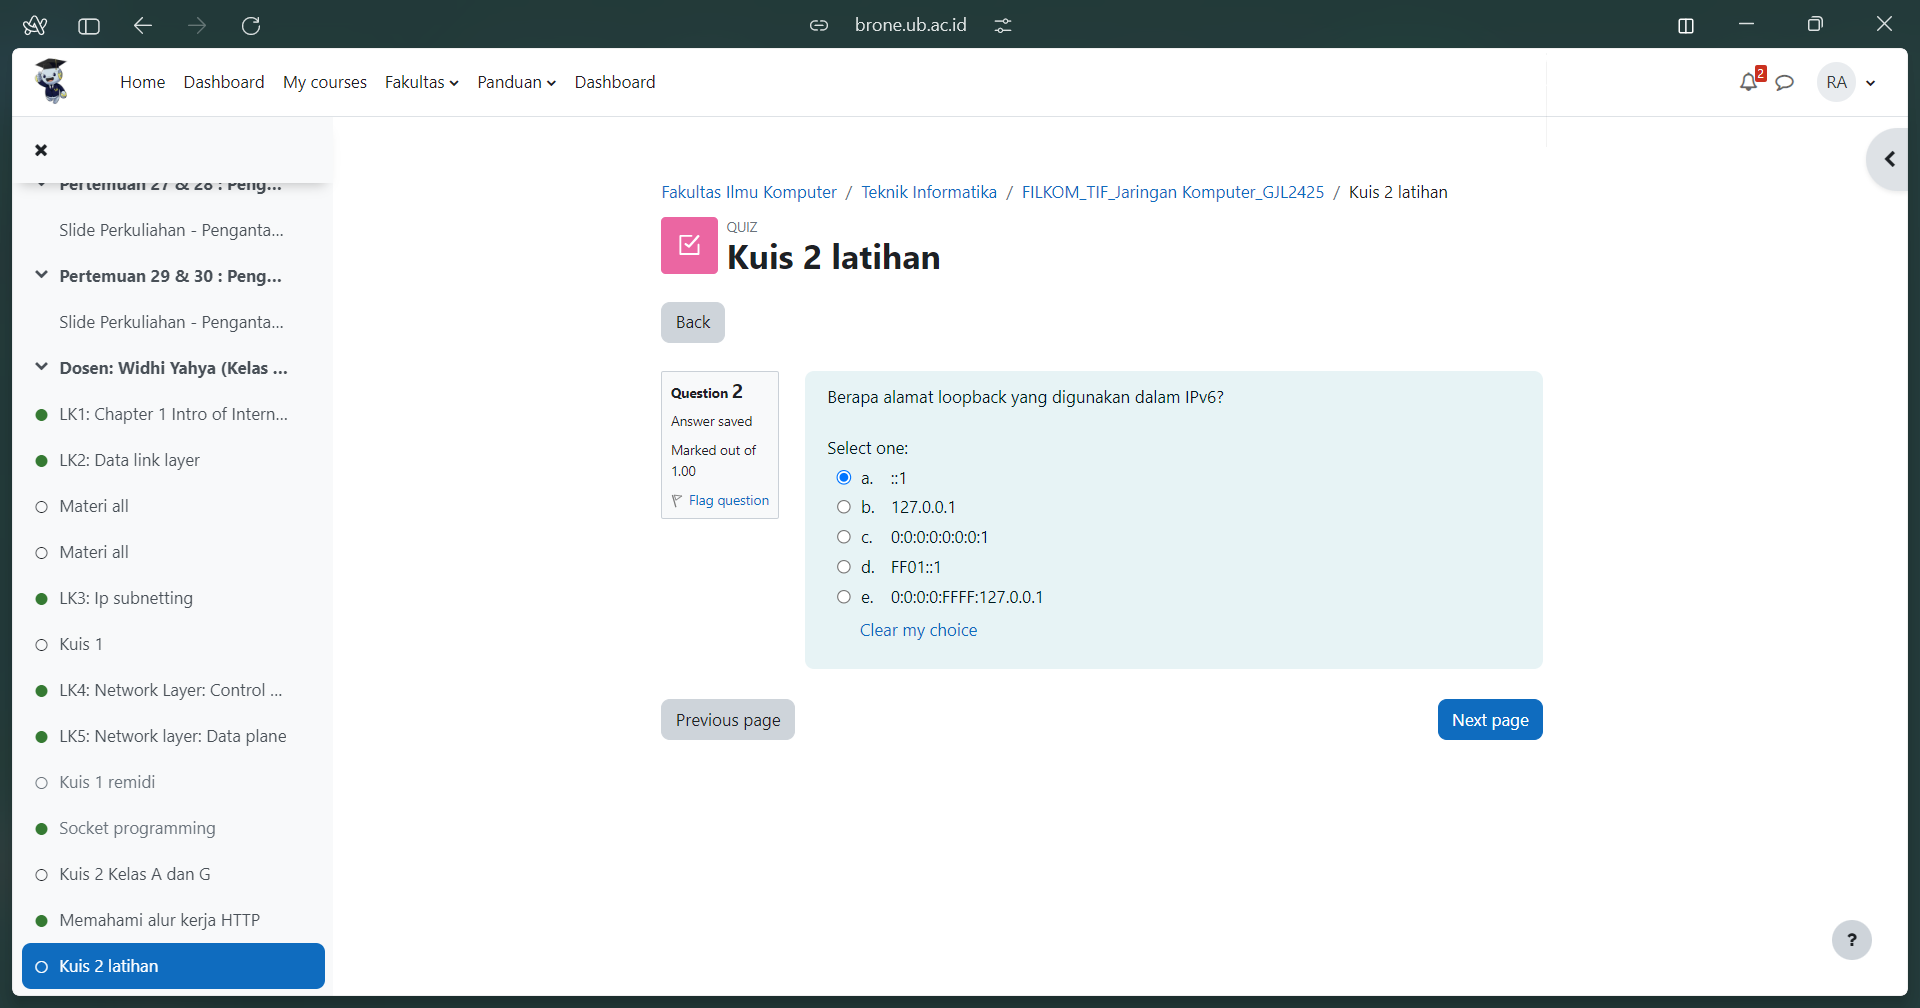 brone.ub.ac.id
Home Dashboard My courses Fakultas Panduan Dashboard
2
RA
Pertemuan 27 & 28 : Peng...
Slide Perkuliahan - Penganta...
Pertemuan 29 & 30 : Peng...
Slide Perkuliahan - Penganta...
Dosen: Widhi Yahya (Kelas ...
LK1: Chapter 1 Intro of Intern...
LK2: Data link layer
Materi all
Materi all
LK3: Ip subnetting
Kuis 1
LK4: Network Layer: Control ...
LK5: Network layer: Data plane
Kuis 1 remidi
Socket programming
Kuis 2 Kelas A dan G
Memahami alur kerja HTTP
Kuis 2 latihan
Fakultas Ilmu Komputer / Teknik Informatika / FILKOM_TIF_Jaringan Komputer_GJL2425 / Kuis 2 latihan
QUIZ
Kuis 2 latihan
Back
Question 2
Answer saved
Marked out of
1.00
Flag question
Berapa alamat loopback yang digunakan dalam IPv6?
Select one:
a. ::1
b. 127.0.0.1
c. 0:0:0:0:0:0:0:1
d. FF01::1
e. 0:0:0:0:FFFF:127.0.0.1
Clear my choice
Previous page
Next page
?